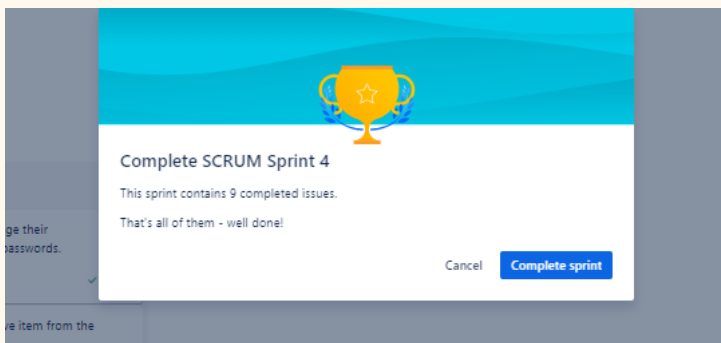 Complete SCRUM Sprint 4
This sprint contains 9 completed issues.
That's all of them - well done!
Cancel
Complete sprint
ge their
passwords.
ve item from the